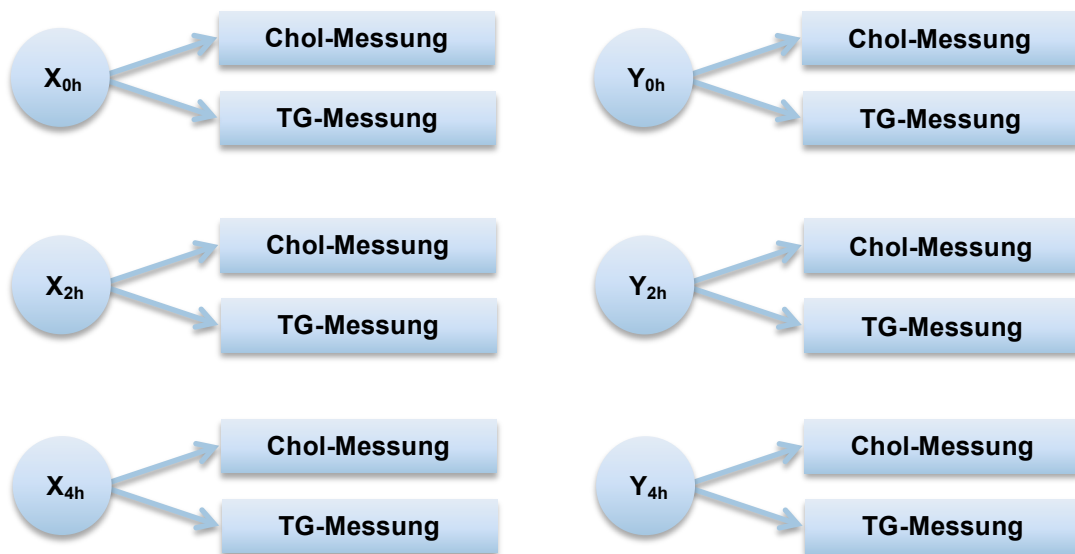 X0h
Chol-Messung
TG-Messung
Y0h
Chol-Messung
TG-Messung
X2h
Chol-Messung
TG-Messung
Y2h
Chol-Messung
TG-Messung
X4h
Chol-Messung
TG-Messung
Y4h
Chol-Messung
TG-Messung